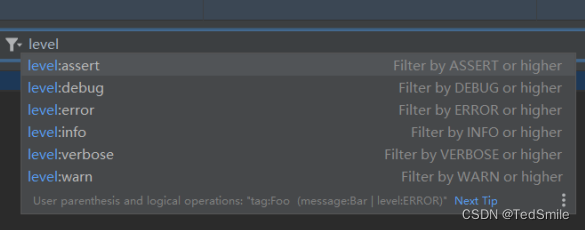 level
level:assert Filter by ASSERT or higher
level:debug Filter by DEBUG or higher
level:error Filter by ERROR or higher
level:info Filter by INFO or higher
level:verbose Filter by VERBOSE or higher
level:warn Filter by WARN or higher
User parenthesis and logical operations: "tag:Foo (message:Bar | level:ERROR)" Next Tip
CSDN @TedSmile